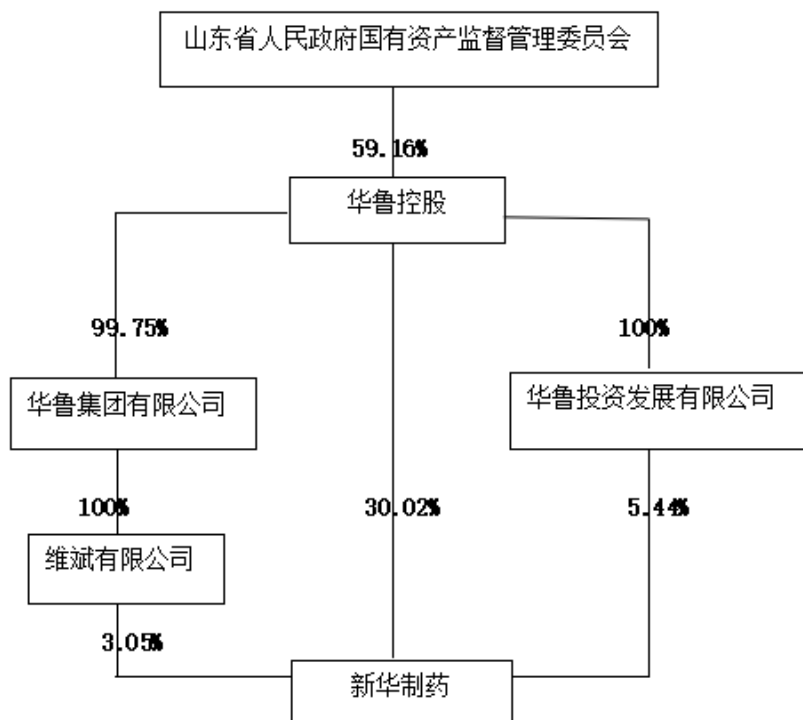 山东省人民政府国有资产监督管理委员会
59.16%
华鲁控股
99.75%
100%
华鲁集团有限公司
华鲁投资发展有限公司
100%
30.02%
5.44%
维斌有限公司
3.05%
新华制药